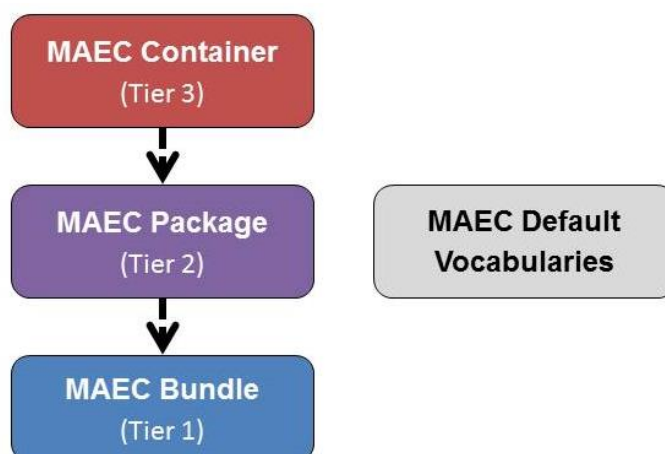 MAEC Container
(Tier 3)
MAEC Package
(Tier 2)
MAEC Default
Vocabularies
MAEC Bundle
(Tier 1)